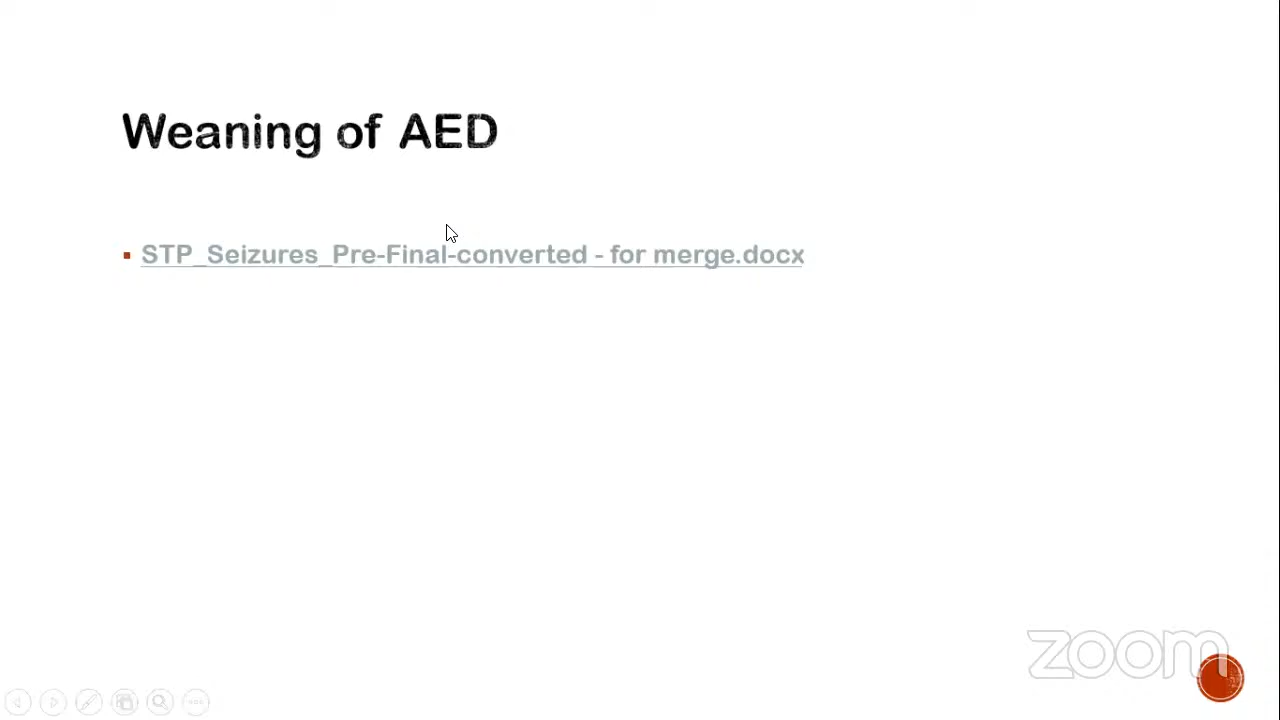 Weaning of AED
STP_Seizures_Pre-Final-converted - for merge.docx
zoom